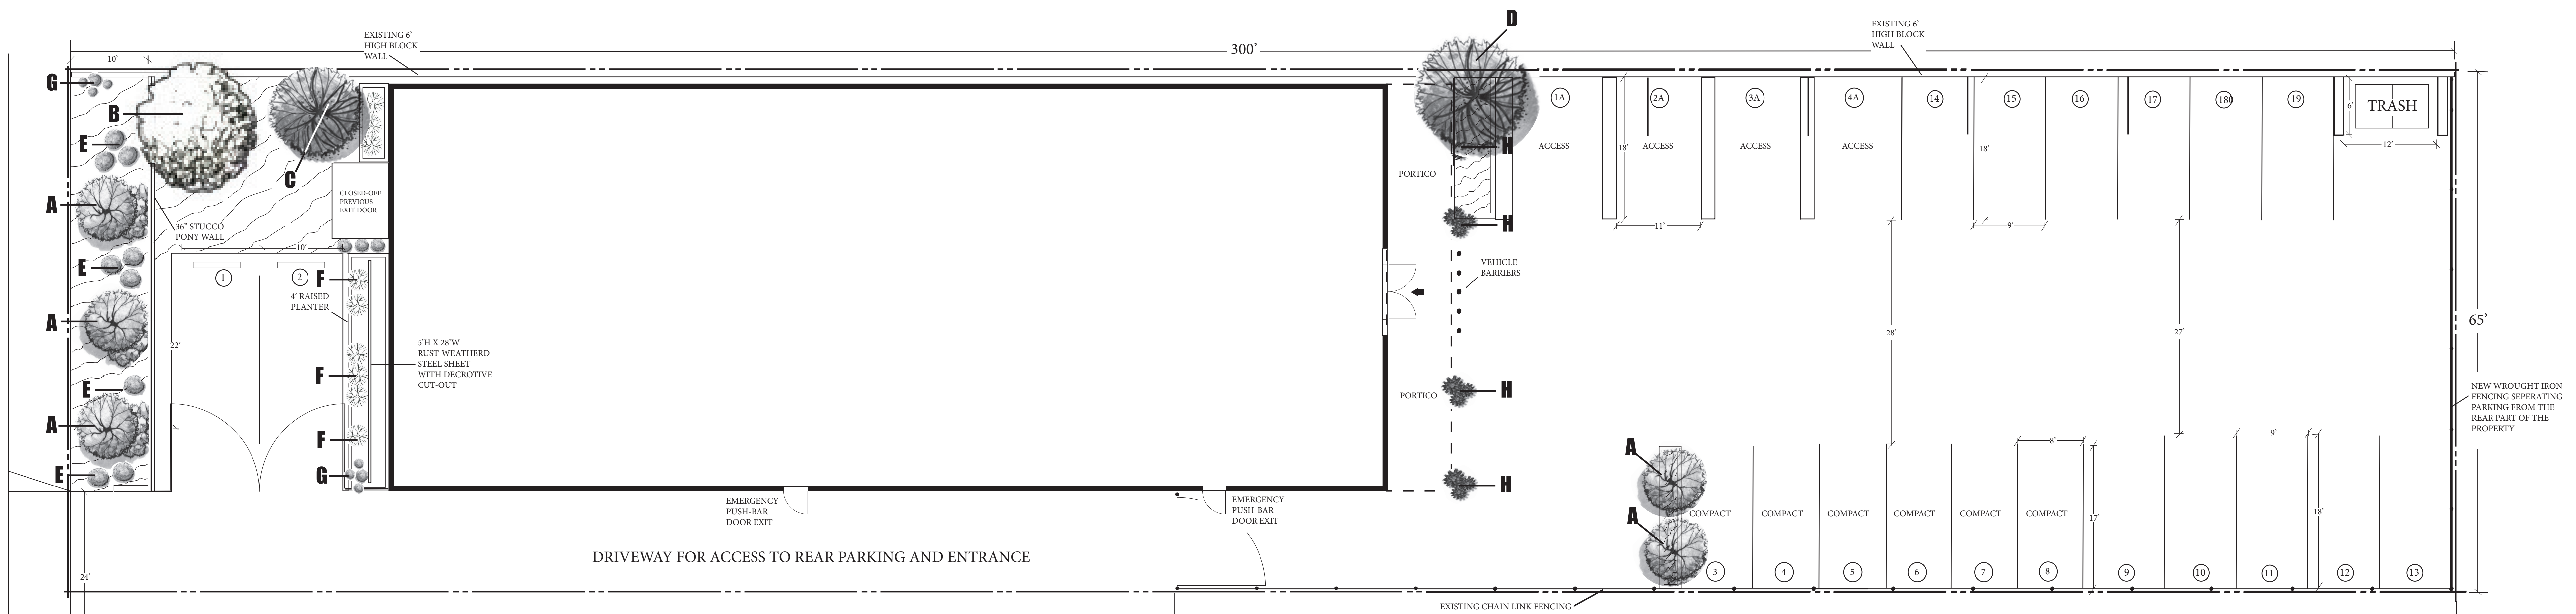 D
EXISTING 6'
HIGH BLOCK
WALL
300'
EXISTING 6'
HIGH BLOCK
WALL
10'
G
B
E
C
A
36" STUCCO
PONY WALL
CLOSED-OFF
PREVIOUS
EXIT DOOR
10'
E
1
2
F
4' RAISED
PLANTER
A
22'
5'H X 28'W
RUST-WEATHERD
STEEL SHEET
WITH DECROTIVE
CUT-OUT
E
F
A
F
E
G
24'
H
PORTICO
H
VEHICLE
BARRIERS
PORTICO
H
H
1A
ACCESS
18'
2A
ACCESS
11'
3A
ACCESS
4A
ACCESS
14
15
18'
9'
16
17
180
19
6'
TRASH
12'
28'
27'
65'
NEW WROUGHT IRON
FENCING SEPERATING
PARKING FROM THE
REAR PART OF THE
PROPERTY
EMERGENCY
PUSH-BAR
DOOR EXIT
EMERGENCY
PUSH-BAR
DOOR EXIT
DRIVEWAY FOR ACCESS TO REAR PARKING AND ENTRANCE
A
A
8'
9'
COMPACT
COMPACT
COMPACT
COMPACT
COMPACT
COMPACT
17'
18'
3
4
5
6
7
8
9
10
11
12
13
EXISTING CHAIN LINK FENCING